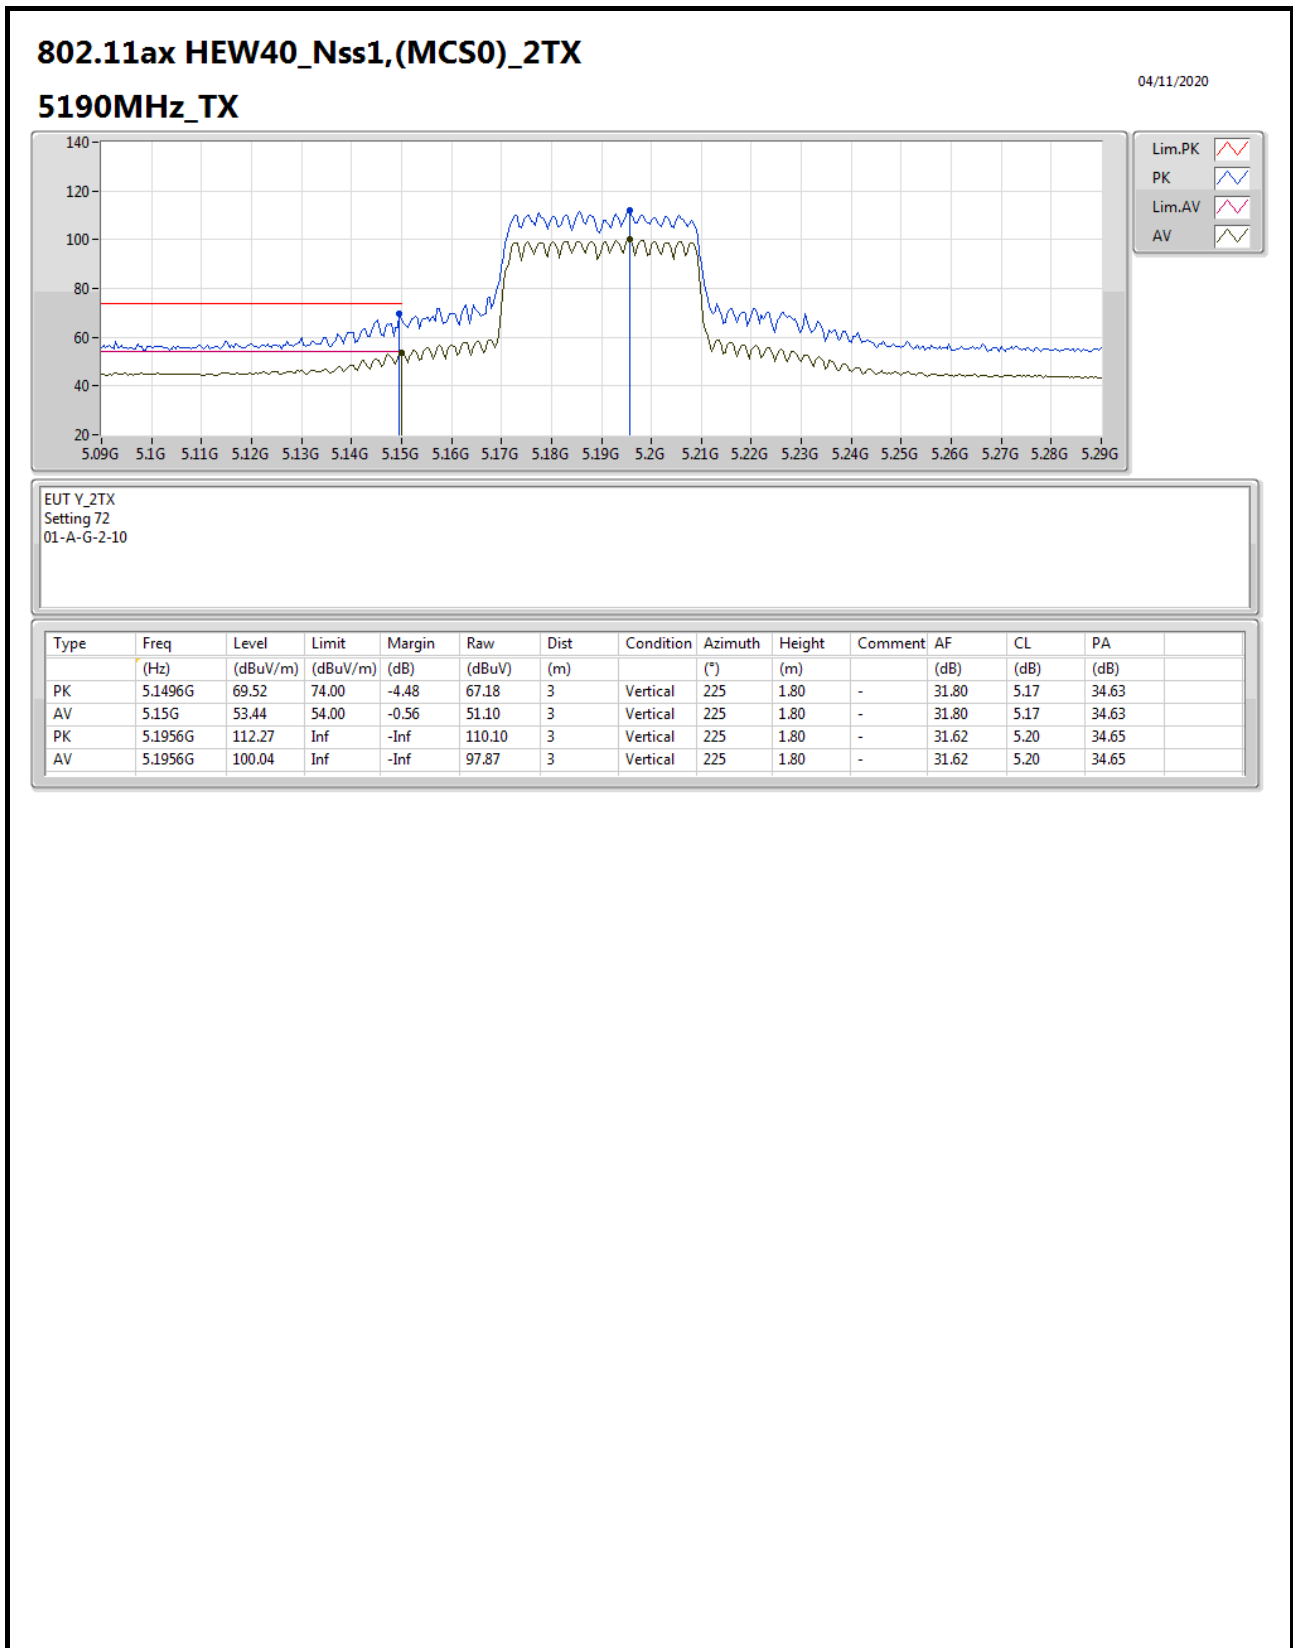 802.11ax HEW40_Nss1,(MCS0)_2TX
04/11/2020
5190MHz_TX
140
120
100
80
60
40
20
5.09G 5.1G 5.11G 5.12G 5.13G 5.14G 5.15G 5.16G 5.17G 5.18G 5.19G 5.2G 5.21G 5.22G 5.23G 5.24G 5.25G 5.26G 5.27G 5.28G 5.29G
Lim.PK
PK
Lim.AV
AV
EUT Y_2TX
Setting 72
01-A-G-2-10
Type Freq Level Limit Margin Raw Dist Condition Azimuth Height Comment AF CL PA
(Hz) (dBuV/m) (dBuV/m) (dB) (dBuV) (m) (°) (m) (dB) (dB) (dB)
PK 5.1496G 69.52 74.00 -4.48 67.18 3 Vertical 225 1.80 - 31.80 5.17 34.63
AV 5.15G 53.44 54.00 -0.56 51.10 3 Vertical 225 1.80 - 31.80 5.17 34.63
PK 5.1956G 112.27 Inf -Inf 110.10 3 Vertical 225 1.80 - 31.62 5.20 34.65
AV 5.1956G 100.04 Inf -Inf 97.87 3 Vertical 225 1.80 - 31.62 5.20 34.65